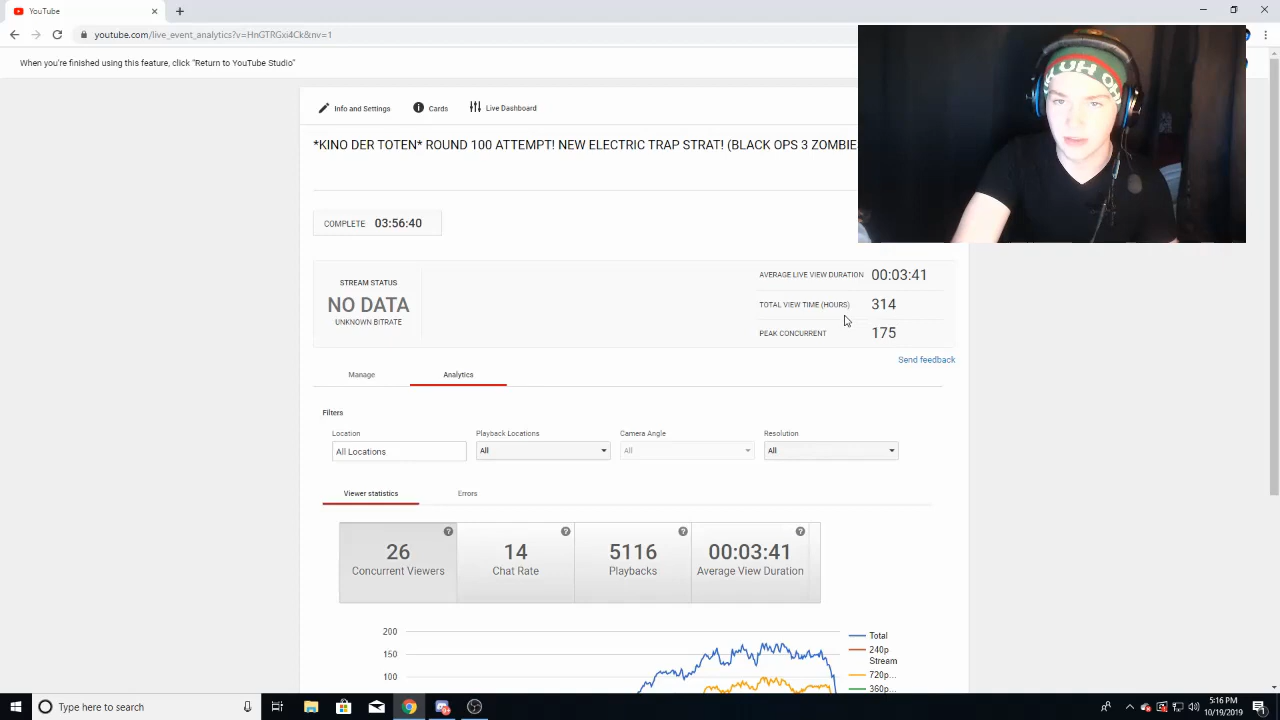 YouTube
youtube.com/live_event_analytics?v=HnGTRGxi4Ck&nv=1
When you're finished using this feature, click "Return to YouTube Studio"
Info and Settings
Cards
Live Dashboard
*KINO DER TOTEN* ROUND 100 ATTEMPT! NEW ELECTRIC TRAP STRAT! (BLACK OPS 3 ZOMBIE
UH OH
COMPLETE 03:56:40
STREAM STATUS
NO DATA
UNKNOWN BITRATE
AVERAGE LIVE VIEW DURATION 00:03:41
TOTAL VIEW TIME (HOURS) 314
PEAK CONCURRENT 175
Send feedback
Manage
Analytics
Filters
Location
Playback Locations
Camera Angle
Resolution
All Locations
All
All
All
Viewer statistics
Errors
26
Concurrent Viewers
14
Chat Rate
5116
Playbacks
00:03:41
Average View Duration
200
150
100
Total
240p
Stream
720p...
360p...
Type here to search
5:16 PM
10/19/2019